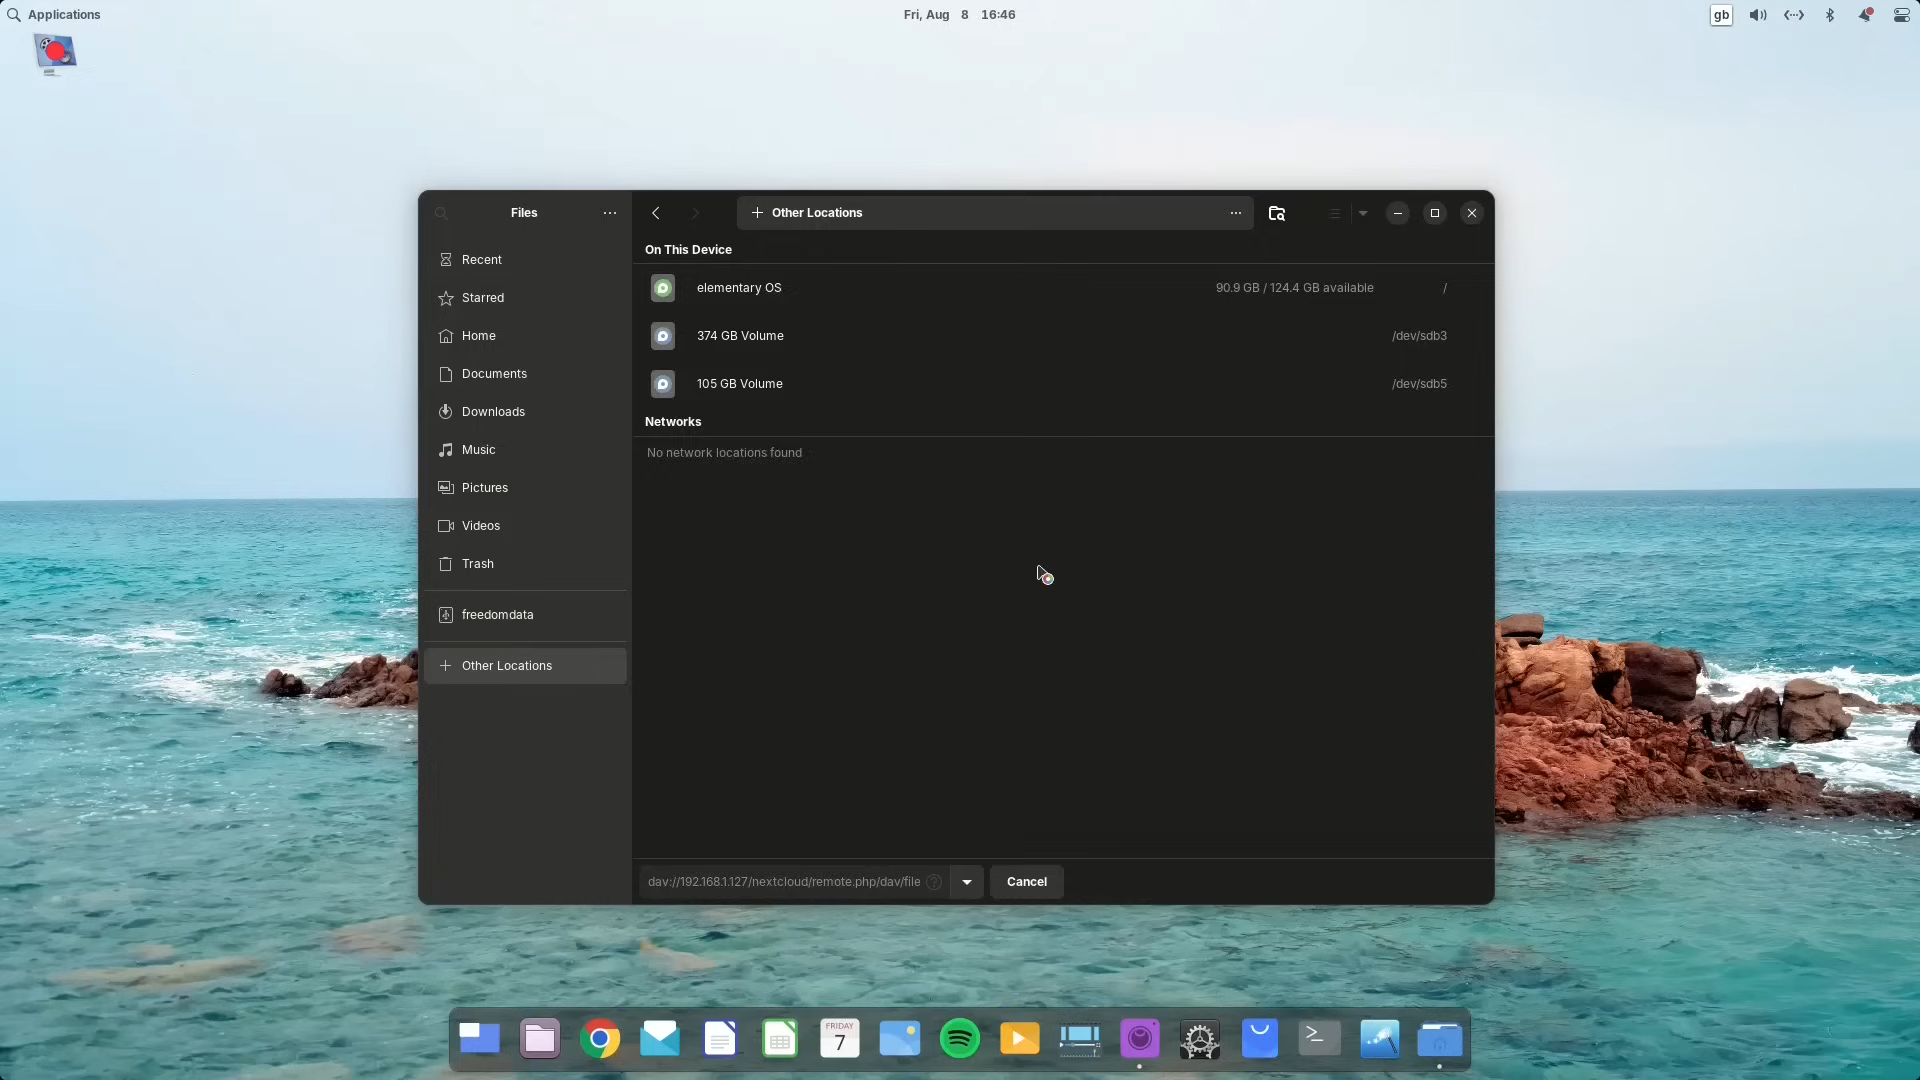 Applications
Fri, Aug 8 16:46
gb
Files
Other Locations
Recent
Starred
Home
Documents
Downloads
Music
Pictures
Videos
Trash
freedomdata
Other Locations
On This Device
elementary OS 90.9 GB / 124.4 GB available /
374 GB Volume /dev/sdb3
105 GB Volume /dev/sdb5
Networks
No network locations found
dav://192.168.1.127/nextcloud/remote.php/dav/file
Cancel
FRIDAY
7